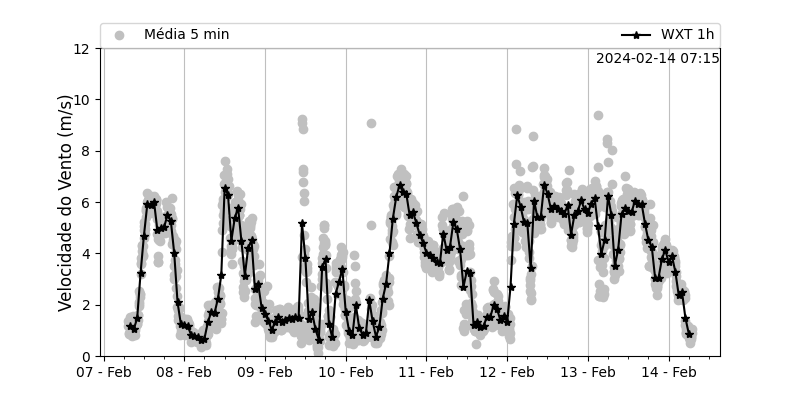 Média 5 min
WXT 1h
2024-02-14 07:15
Velocidade do Vento (m/s)
12
10
8
6
4
2
0
07 - Feb
08 - Feb
09 - Feb
10 - Feb
11 - Feb
12 - Feb
13 - Feb
14 - Feb